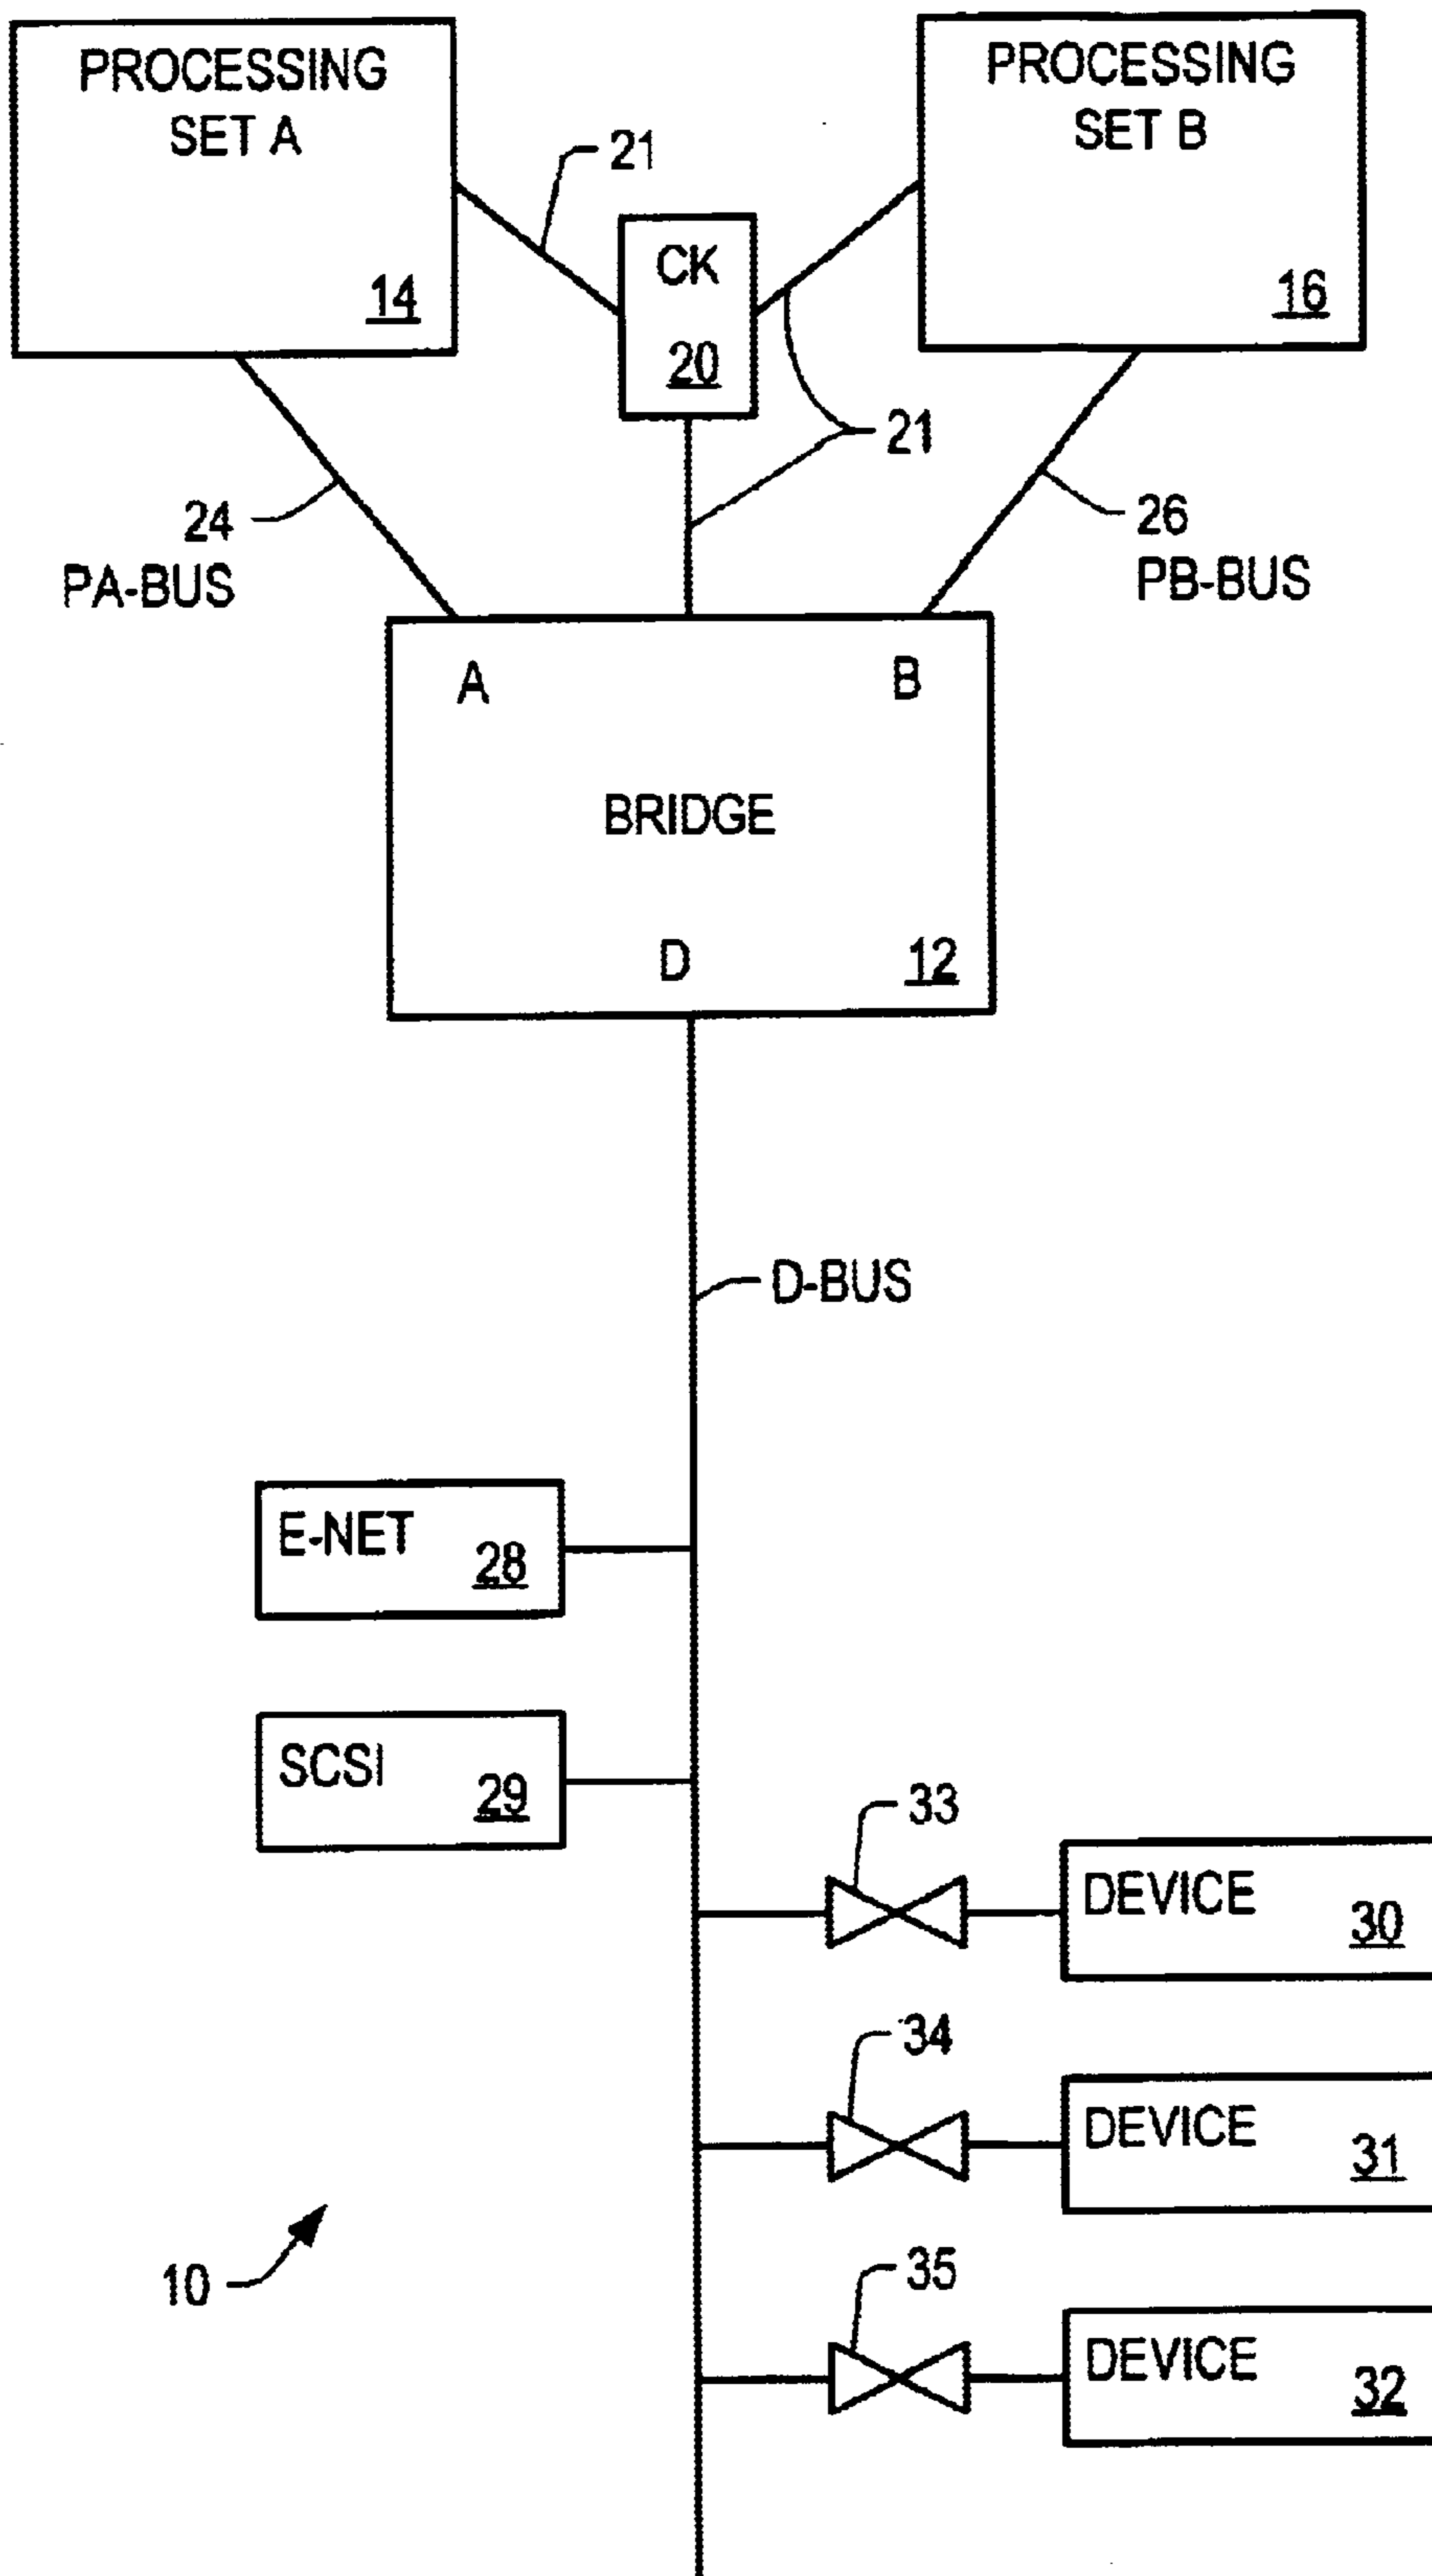 PROCESSING
SET A
14
PROCESSING
SET B
16
21
CK
20
21
24
PA-BUS
26
PB-BUS
A
B
BRIDGE
D
12
D-BUS
E-NET
28
SCSI
29
33
DEVICE
30
34
DEVICE
31
10
35
DEVICE
32